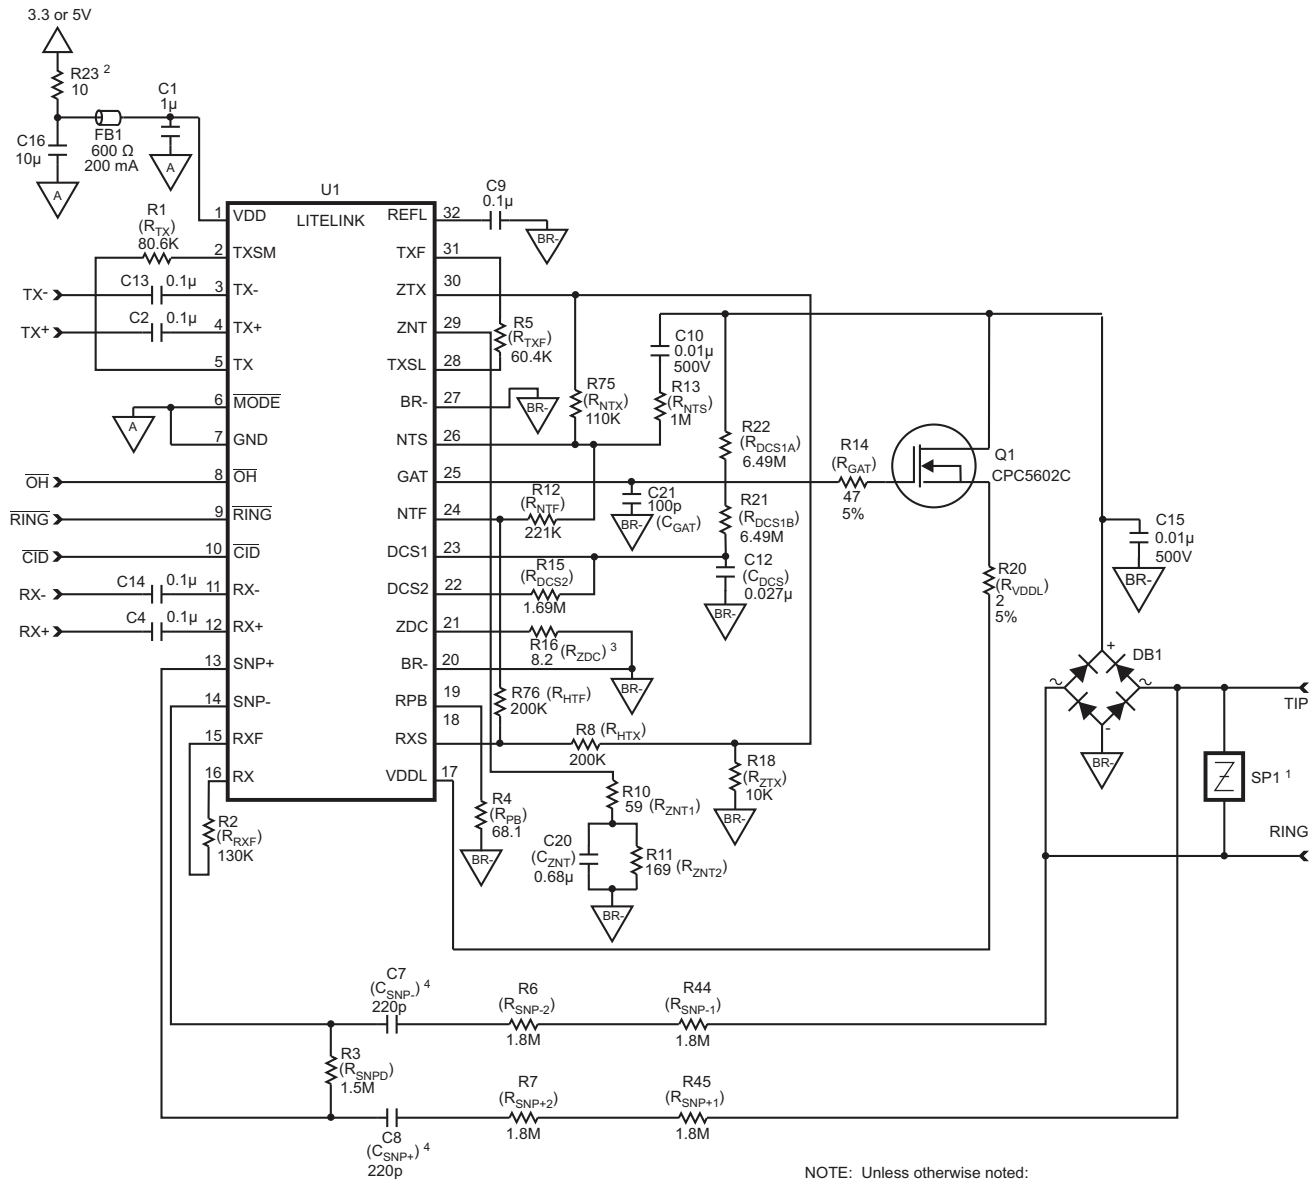 3.3 or 5V
R23 2
10
C1
1µ
C16
10µ
FB1
600 Ω
200 mA
A
A
U1
LITELINK
R1
(RTX)
80.6K
C9
0.1µ
BR-
1 VDD
2 TXSM
3 TX-
4 TX+
5 TX
6 MODE
7 GND
8 OH
9 RING
10 CID
11 RX-
12 RX+
13 SNP+
14 SNP-
15 RXF
16 RX
REFL 32
TXF 31
ZTX 30
ZNT 29
TXSL 28
BR- 27
NTS 26
GAT 25
NTF 24
DCS1 23
DCS2 22
ZDC 21
BR- 20
RPB 19
RXS 18
VDDL 17
TX-
C13 0.1µ
TX+
C2 0.1µ
A
OH
RING
CID
RX-
C14 0.1µ
RX+
C4 0.1µ
R2
(RRXF)
130K
R5
(RTXF)
60.4K
BR-
R75
(RNTX)
110K
C10
0.01µ
500V
R13
(RNTS)
1M
R22
(RDCS1A)
6.49M
R14
(RGAT)
47
5%
Q1
CPC5602C
R12
(RNTF)
221K
C21
100p
(CGAT)
BR-
R21
(RDCS1B)
6.49M
C15
0.01µ
500V
BR-
R15
(RDCS2)
1.69M
C12
(CDCS)
0.027µ
BR-
R20
(RVDDL)
2
5%
R16 (RZDC) 3
8.2
BR-
DB1
+
~
~
-
BR-
TIP
SP1 1
RING
R76 (RHTF)
200K
R8 (RHTX)
200K
R18
(RZTX)
10K
BR-
R4
(RPB)
68.1
BR-
R10
59 (RZNT1)
C20
(CZNT)
0.68µ
R11
169 (RZNT2)
BR-
C7
(CSNP-) 4
220p
R6
(RSNP-2)
1.8M
R44
(RSNP-1)
1.8M
R3
(RSNPD)
1.5M
R7
(RSNP+2)
1.8M
R45
(RSNP+1)
1.8M
C8
(CSNP+) 4
220p
NOTE: Unless otherwise noted: